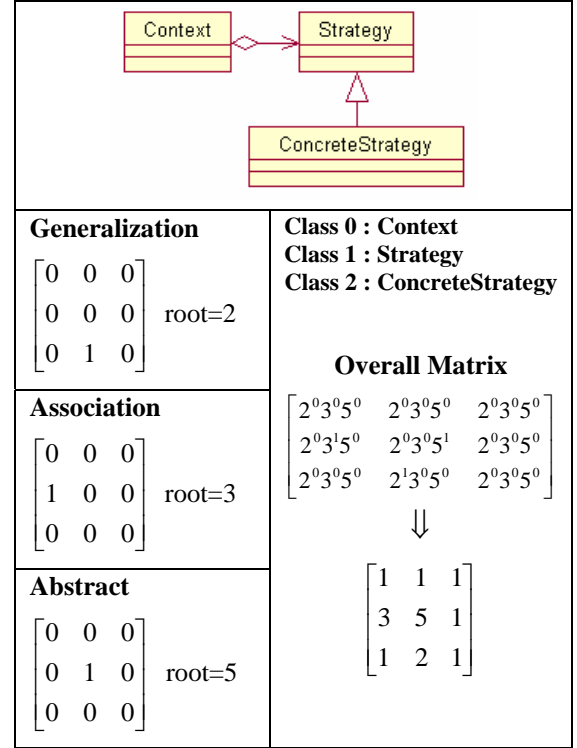 Context
Strategy
ConcreteStrategy
Generalization
[0 0 0]
[0 0 0] root=2
[0 1 0]
Association
[0 0 0]
[1 0 0] root=3
[0 0 0]
Abstract
[0 0 0]
[0 1 0] root=5
[0 0 0]
Class 0 : Context
Class 1 : Strategy
Class 2 : ConcreteStrategy
Overall Matrix
[2⁰3⁰5⁰ 2⁰3⁰5⁰ 2⁰3⁰5⁰]
[2⁰3¹5⁰ 2⁰3⁰5¹ 2⁰3⁰5⁰]
[2⁰3⁰5⁰ 2¹3⁰5⁰ 2⁰3⁰5⁰]
⇓
[1 1 1]
[3 5 1]
[1 2 1]